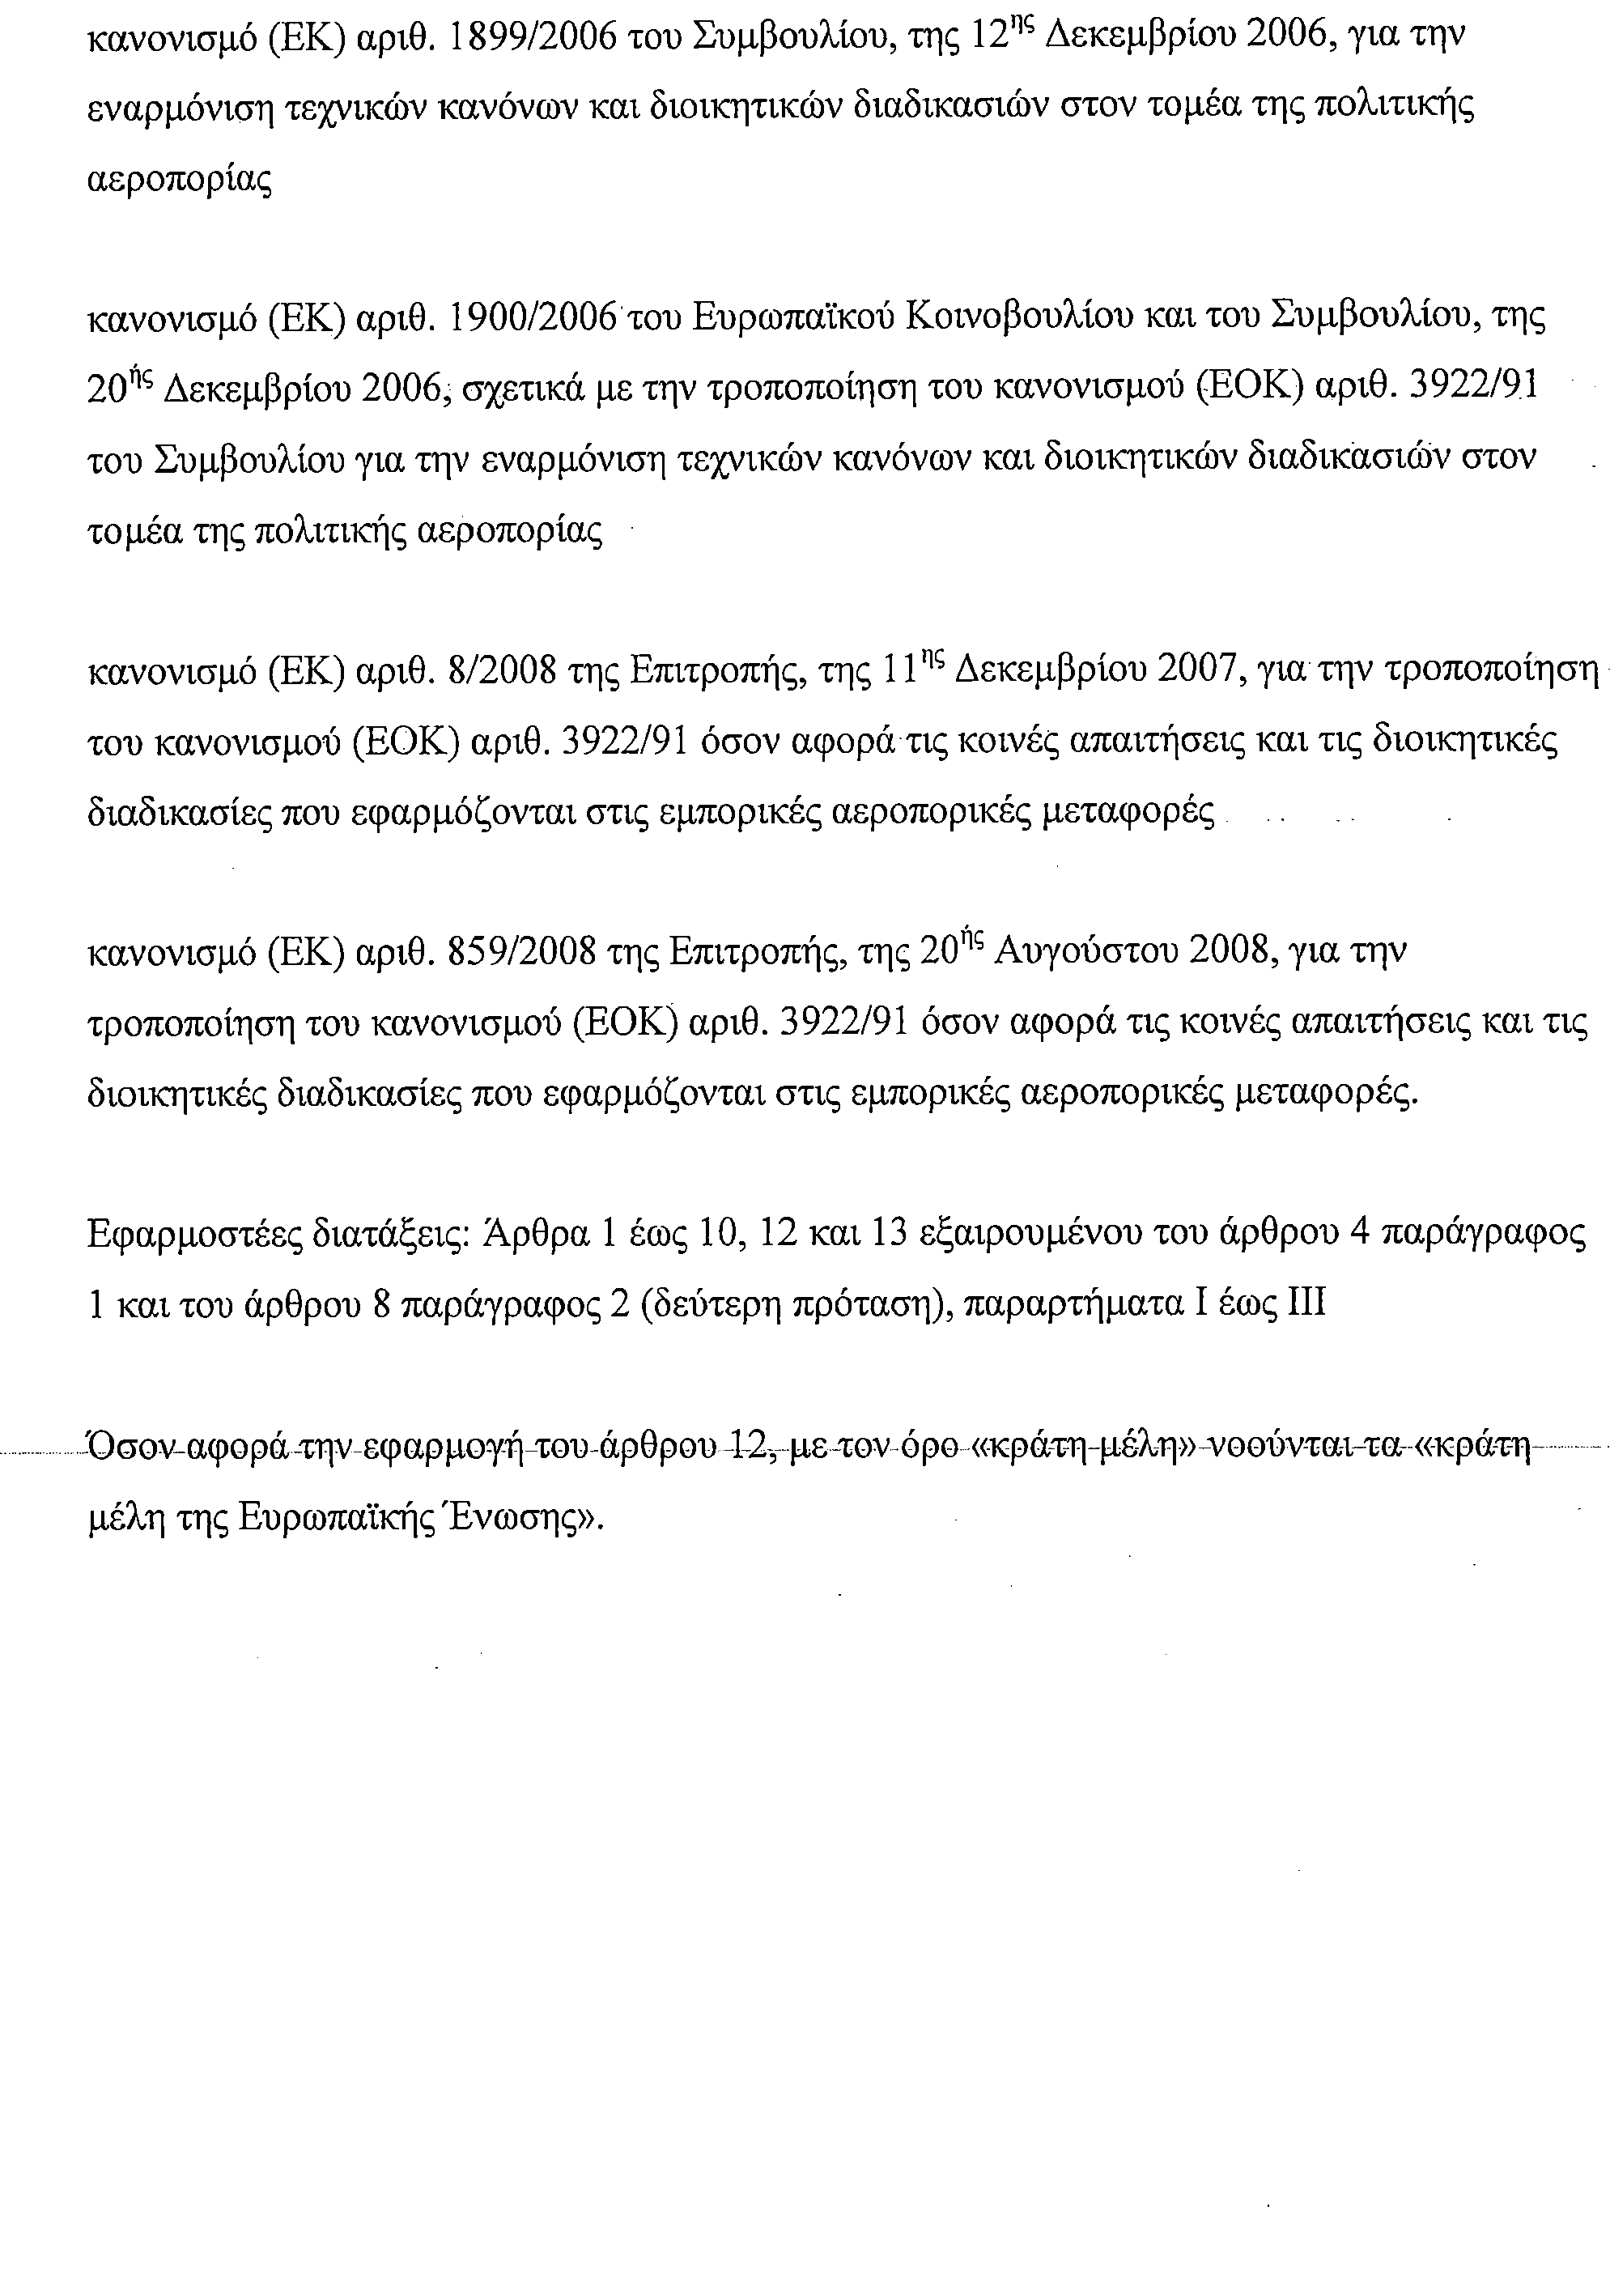 κανονισμό (ΕΚ) αριθ. 1899/2006 του Συμβουλίου, της 12ης Δεκεμβρίου 2006, για την
εναρμόνιση τεχνικών κανόνων και διοικητικών διαδικασιών στον τομέα της πολιτικής
αεροπορίας
κανονισμό (ΕΚ) αριθ. 1900/2006 του Ευρωπαϊκού Κοινοβουλίου και του Συμβουλίου, της
20ής Δεκεμβρίου 2006, σχετικά με την τροποποίηση του κανονισμού (ΕΟΚ) αριθ. 3922/91
του Συμβουλίου για την εναρμόνιση τεχνικών κανόνων και διοικητικών διαδικασιών στον
τομέα της πολιτικής αεροπορίας
κανονισμό (ΕΚ) αριθ. 8/2008 της Επιτροπής, της 11ης Δεκεμβρίου 2007, για την τροποποίηση
του κανονισμού (ΕΟΚ) αριθ. 3922/91 όσον αφορά τις κοινές απαιτήσεις και τις διοικητικές
διαδικασίες που εφαρμόζονται στις εμπορικές αεροπορικές μεταφορές
κανονισμό (ΕΚ) αριθ. 859/2008 της Επιτροπής, της 20ής Αυγούστου 2008, για την
τροποποίηση του κανονισμού (ΕΟΚ) αριθ. 3922/91 όσον αφορά τις κοινές απαιτήσεις και τις
διοικητικές διαδικασίες που εφαρμόζονται στις εμπορικές αεροπορικές μεταφορές.
Εφαρμοστέες διατάξεις: Άρθρα 1 έως 10, 12 και 13 εξαιρουμένου του άρθρου 4 παράγραφος
1 και του άρθρου 8 παράγραφος 2 (δεύτερη πρόταση), παραρτήματα Ι έως ΙΙΙ
Όσον αφορά την εφαρμογή του άρθρου 12, με τον όρο «κράτη μέλη» νοούνται τα «κράτη
μέλη της Ευρωπαϊκής Ένωσης».